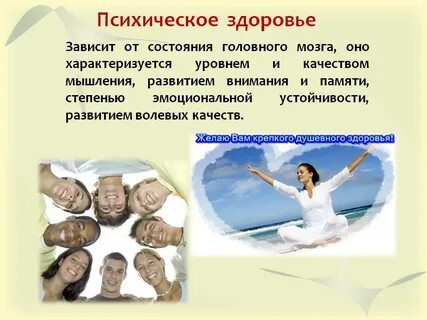 Психическое здоровье
Зависит от состояния головного мозга, оно
характеризуется уровнем и качеством
мышления, развитием внимания и памяти,
степенью эмоциональной устойчивости,
развитием волевых качеств.
Желаю Вам крепкого душевного здоровья!